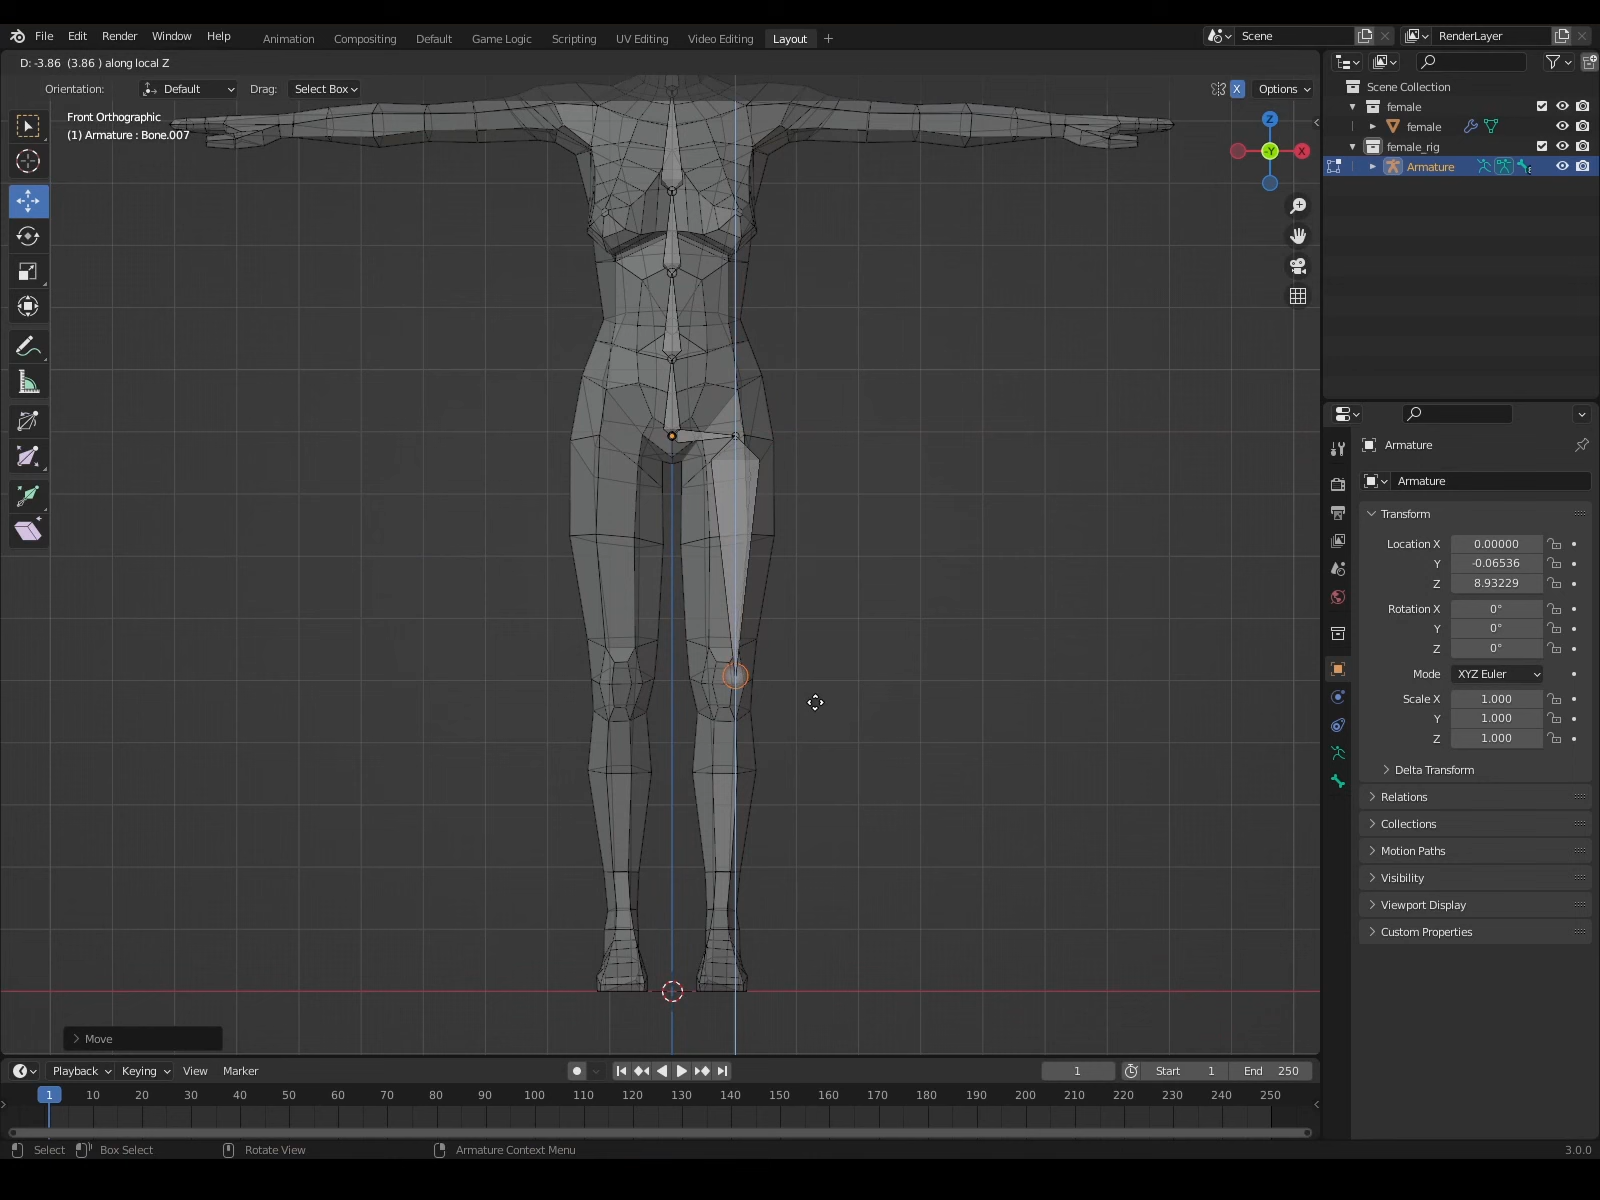 File Edit Render Window Help
Animation Compositing Default Game Logic Scripting UV Editing Video Editing Layout +
Scene
RenderLayer
D: -3.86 (3.86 ) along local Z
Orientation: Default Drag: Select Box
X Options
Front Orthographic
(1) Armature : Bone.007
Z
-Y
X
Move
Scene Collection
female
female
female_rig
Armature
Armature
Armature
Transform
Location X 0.00000
Y -0.06536
Z 8.93229
Rotation X 0°
Y 0°
Z 0°
Mode XYZ Euler
Scale X 1.000
Y 1.000
Z 1.000
Delta Transform
Relations
Collections
Motion Paths
Visibility
Viewport Display
Custom Properties
Playback Keying View Marker
1 Start 1 End 250
1 10 20 30 40 50 60 70 80 90 100 110 120 130 140 150 160 170 180 190 200 210 220 230 240 250
Select Box Select Rotate View Armature Context Menu 3.0.0